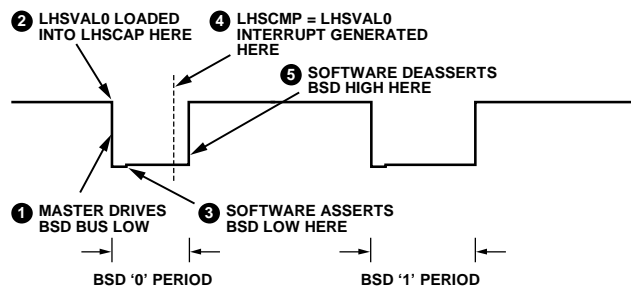 2 LHSVAL0 LOADED
INTO LHSCAP HERE
4 LHSCMP = LHSVAL0
INTERRUPT GENERATED
HERE
5 SOFTWARE DEASSERTS
BSD HIGH HERE
1 MASTER DRIVES
BSD BUS LOW
3 SOFTWARE ASSERTS
BSD LOW HERE
BSD ‘0’ PERIOD
BSD ‘1’ PERIOD